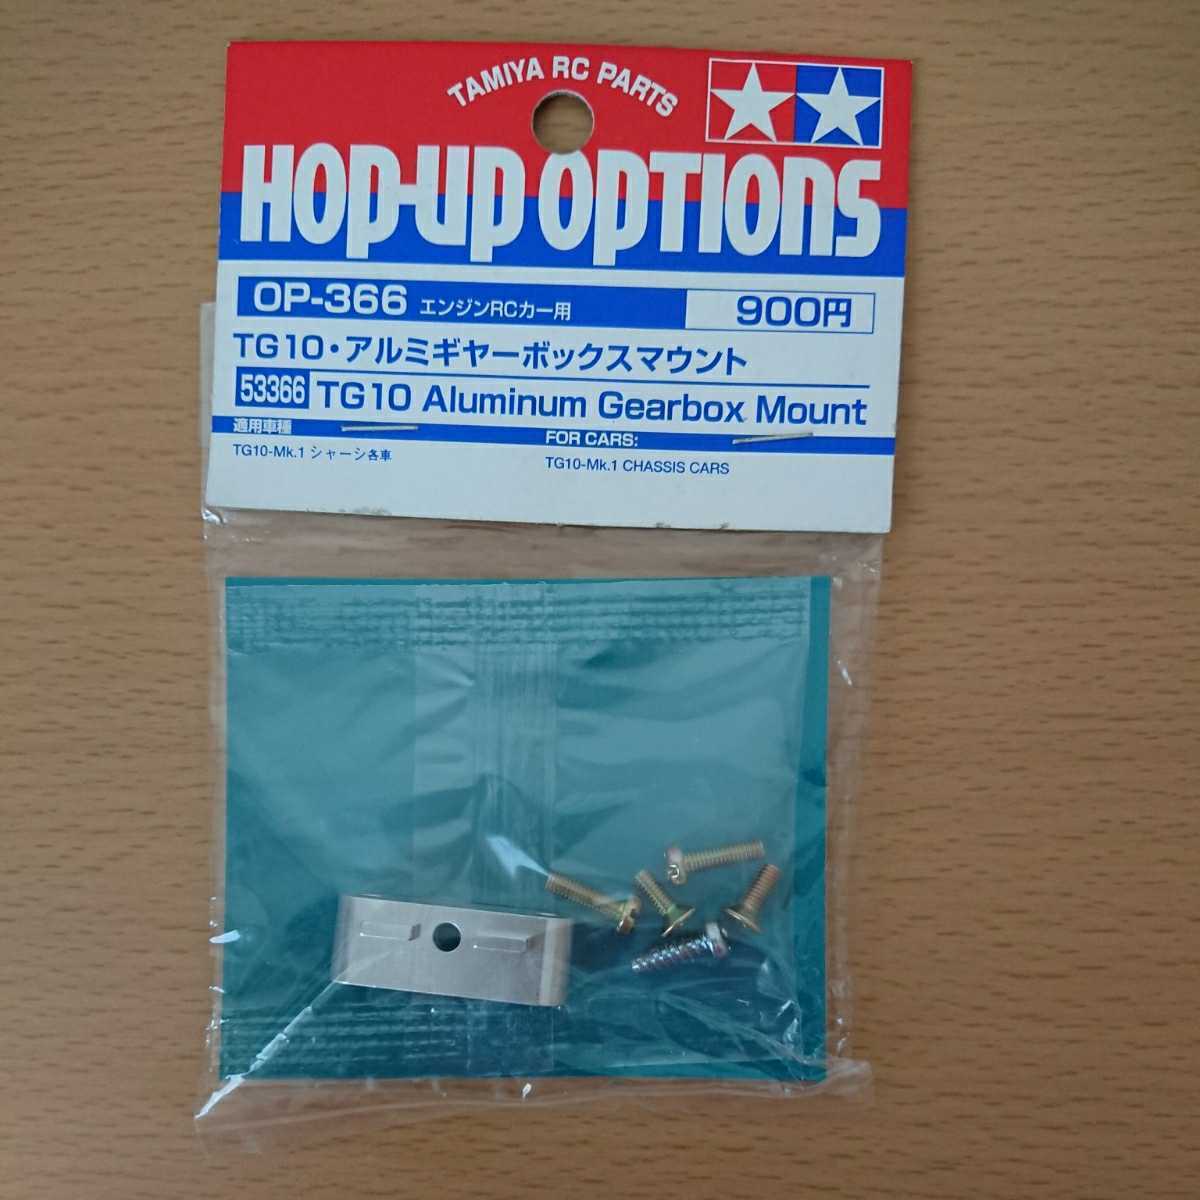 TAMIYA RC PARTS
HOP-UP OPTIONS
OP-366 エンジンRCカー用 900円
TG10・アルミギヤーボックスマウント
53366 TG10 Aluminum Gearbox Mount
適用車種 FOR CARS:
TG10-Mk.1 シャーシ各車 TG10-Mk.1 CHASSIS CARS